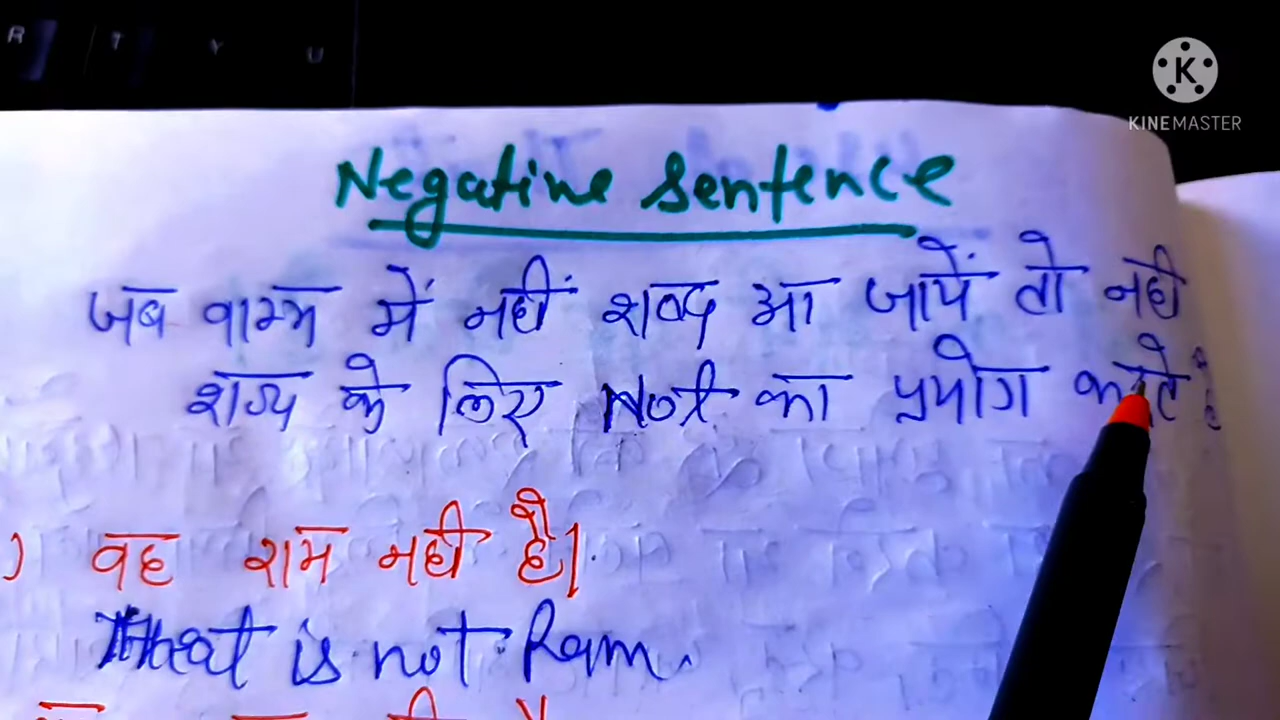 R T Y U
K
KINEMASTER
Negative Sentence
जब वाक्य में नहीं शब्द आ जायें तो नही
शब्द के लिए Not का प्रयोग करते है
) वह राम नही है।
That is not Ram.